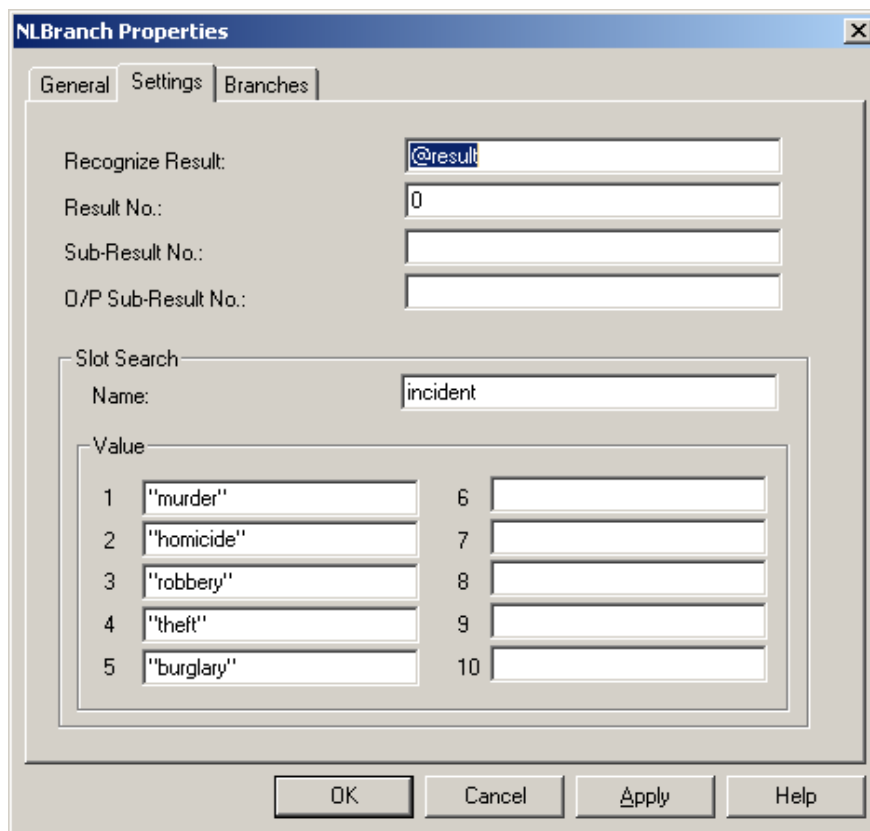 NLBranch Properties
General Settings Branches
Recognize Result: @result
Result No.: 0
Sub-Result No.:
O/P Sub-Result No.:
Slot Search
Name: incident
Value
1 "murder" 6
2 "homicide" 7
3 "robbery" 8
4 "theft" 9
5 "burglary" 10
OK Cancel Apply Help